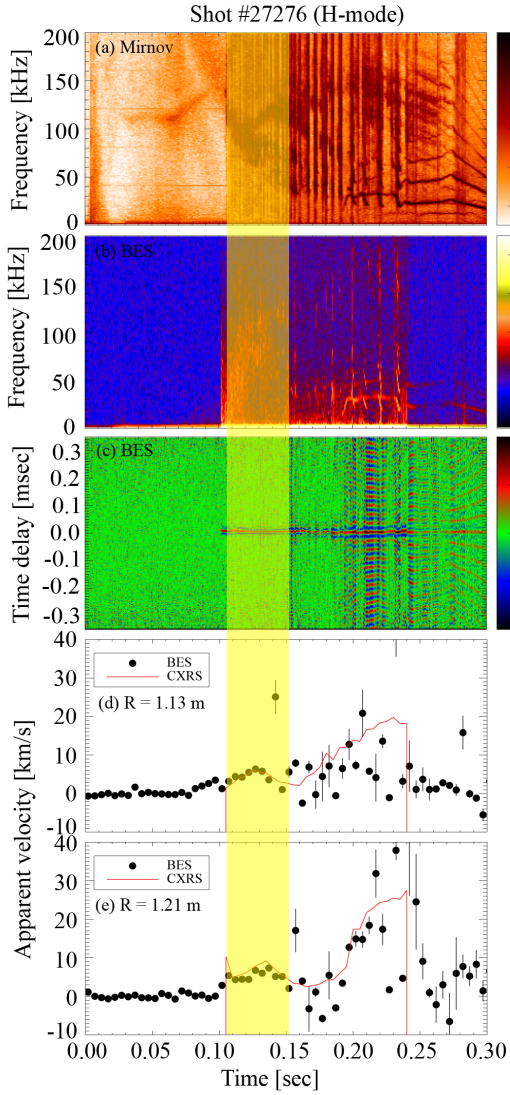 Shot #27276 (H-mode)
200
(a) Mirnov
150
100
50
0
Frequency [kHz]
200
(b) BES
150
100
50
0
Frequency [kHz]
(c) BES
0.3
0.2
0.1
0.0
-0.1
-0.2
-0.3
Time delay [msec]
40
BES
CXRS
30
(d) R = 1.13 m
20
10
0
-10
40
BES
CXRS
30
(e) R = 1.21 m
20
10
0
-10
Apparent velocity [km/s]
0.00 0.05 0.10 0.15 0.20 0.25 0.30
Time [sec]